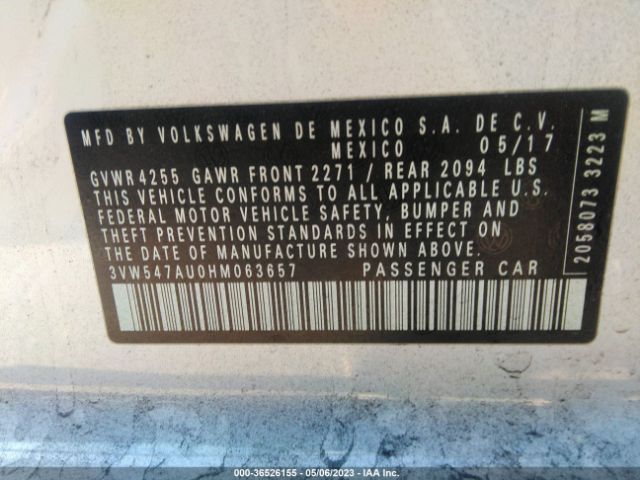 MFD BY VOLKSWAGEN DE MEXICO S.A. DE C.V.
MEXICO 05/17
GVWR4255 GAWR FRONT 2271 / REAR 2094 LBS
THIS VEHICLE CONFORMS TO ALL APPLICABLE U.S.
FEDERAL MOTOR VEHICLE SAFETY, BUMPER AND
THEFT PREVENTION STANDARDS IN EFFECT ON
THE DATE OF MANUFACTURE SHOWN ABOVE.
3VW547AU0HM063657 PASSENGER CAR
2058073 3223 M
000-36526155 - 05/06/2023 - IAA Inc.